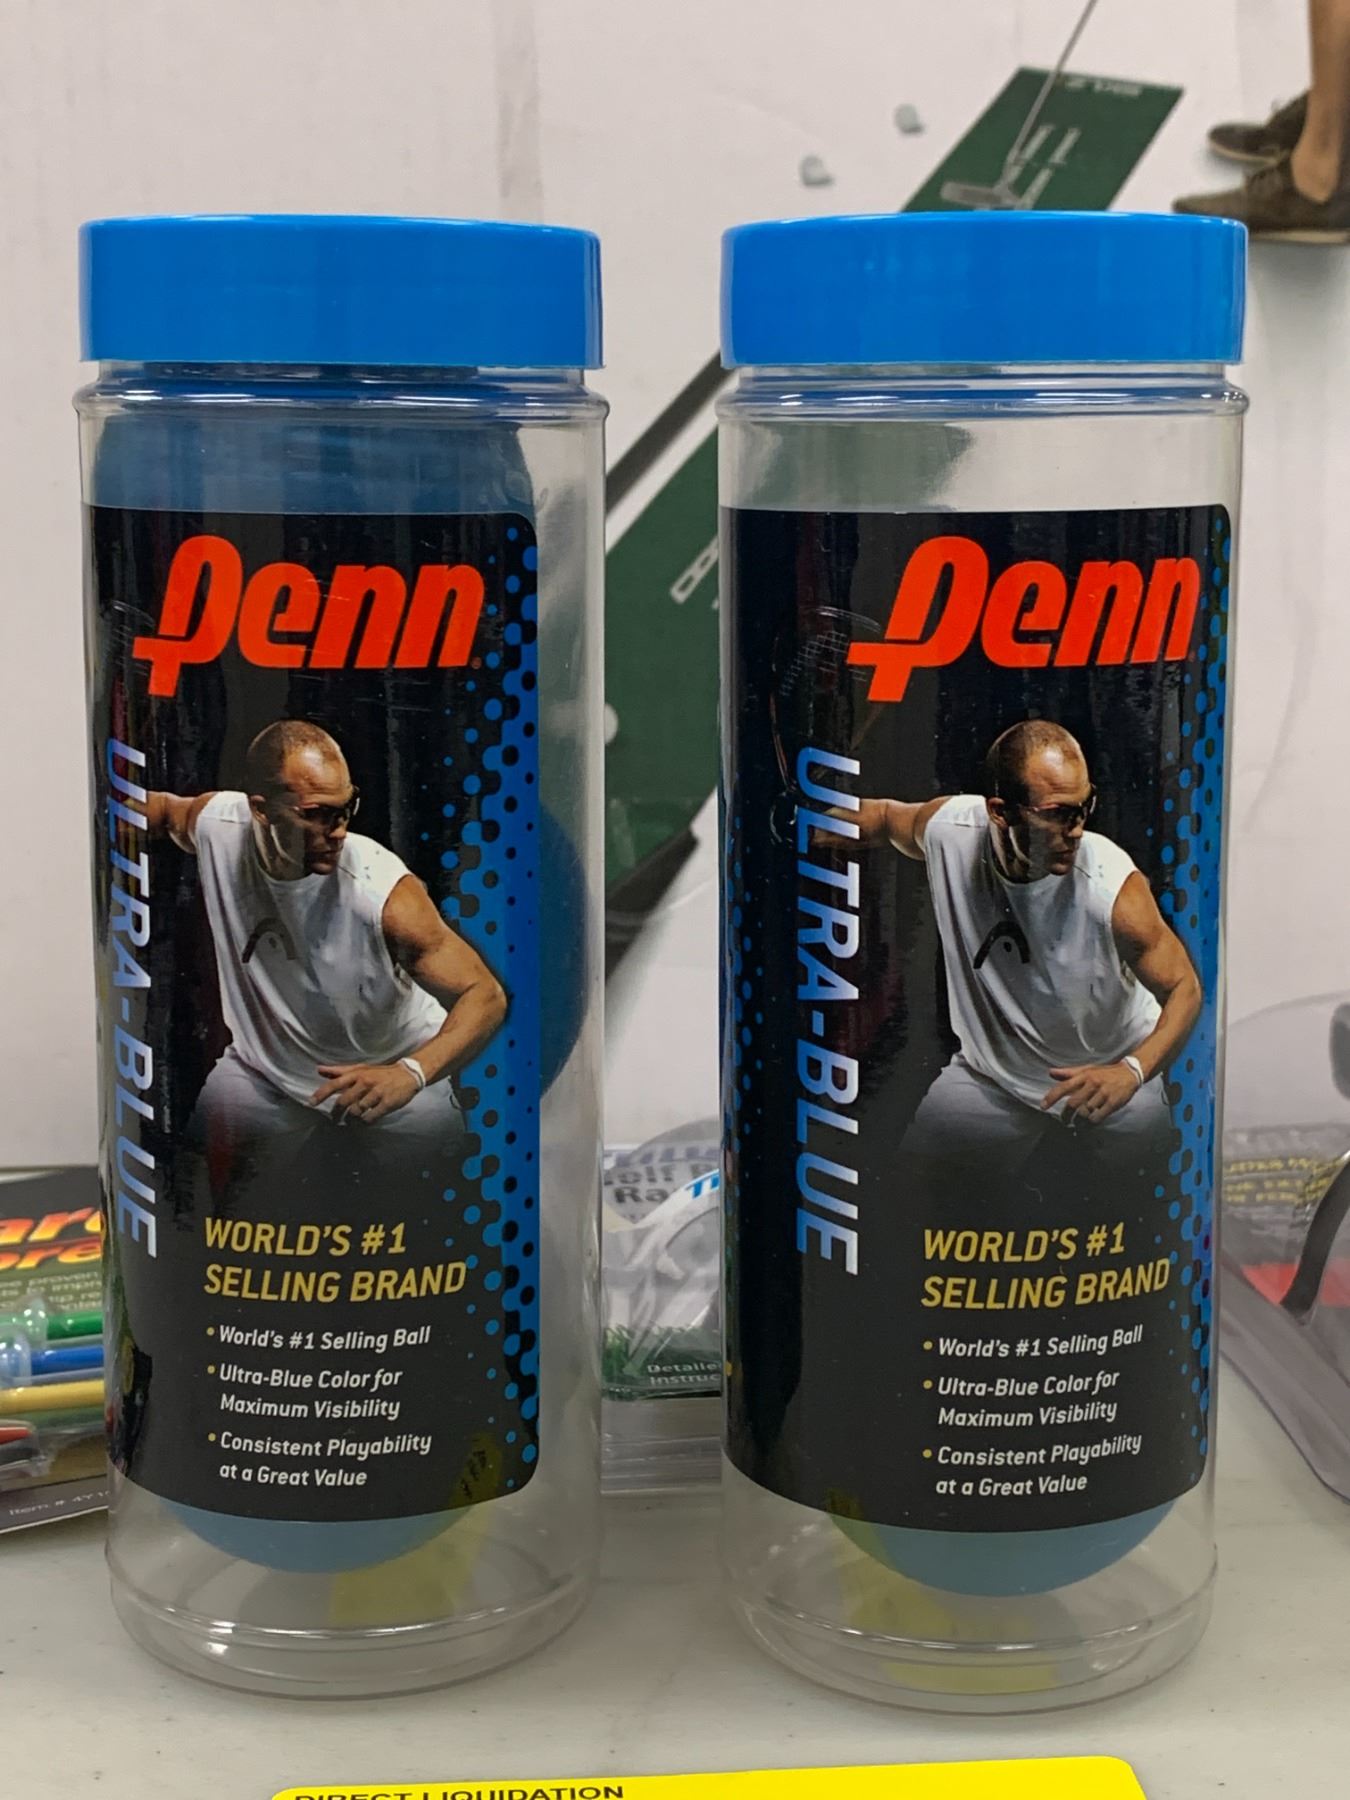 Penn
ULTRA-BLUE
WORLD'S #1
SELLING BRAND
• World's #1 Selling Ball
• Ultra-Blue Color for
Maximum Visibility
• Consistent Playability
at a Great Value
Penn
ULTRA-BLUE
WORLD'S #1
SELLING BRAND
• World's #1 Selling Ball
• Ultra-Blue Color for
Maximum Visibility
• Consistent Playability
at a Great Value
Detaile
Instruc
DIRECT LIQUIDATION